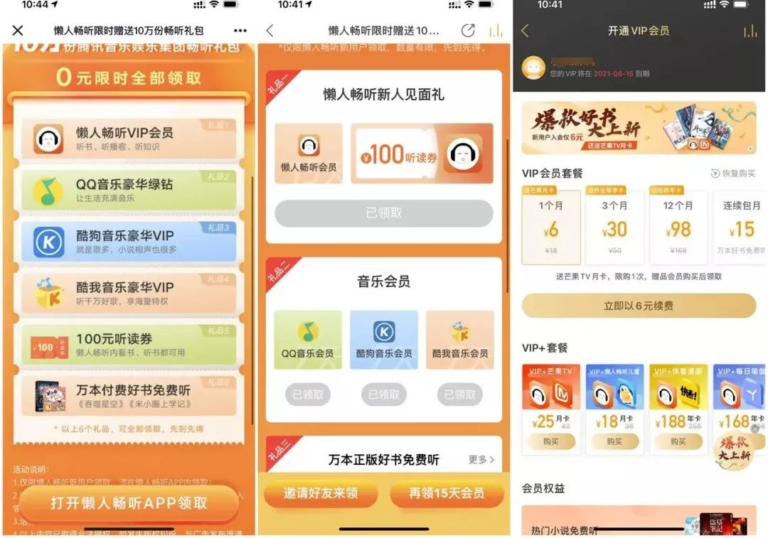 10:44
懒人畅听限时赠送10万份畅听礼包
10万份腾讯音乐娱乐集团畅听礼包
0元限时全部领取
懒人畅听VIP会员
礼品1
听书、听播客、听知识
QQ音乐豪华绿钻
礼品2
让生活充满音乐
酷狗音乐豪华VIP
礼品3
就是歌多，小说相声也很多
酷我音乐豪华VIP
礼品4
听千万好歌，享海量特权
¥100
100元听读券
礼品5
懒人畅听内看书、听书都可用
万本付费好书免费听
礼品6
《吞噬星空》《米小圈上学记》
* 以上6个礼品，可全部领取，先到先得
活动说明：
打开懒人畅听APP领取
10:41
懒人畅听限时赠送 10...
*仅限懒人畅听新用户领取，数量有限，先到先得。
礼品一
懒人畅听新人见面礼
懒人畅听会员
¥100 听读券
已领取
礼品二
音乐会员
QQ音乐会员
酷狗音乐会员
酷我音乐会员
已领取
已领取
已领取
礼品三
万本正版好书免费听
更多>
邀请好友来领
再领15天会员
10:41
开通VIP会员
您的VIP将在 2021-06-15 到期
爆款好书大上新
新用户入会仅6元
送送芒果TV月卡
VIP会员套餐
恢复购买
1个月
3个月
12个月
连续包月
¥6
¥30
¥98
¥15
¥18
¥50
¥168
万本好书免费
送芒果TV月卡，限购1次，赠品会员购买后领取
立即以6元续费
VIP+套餐
VIP+芒果TV
VIP+懒人畅听儿童
VIP+快看漫画
VIP+每日瑜伽
¥25 月卡
¥18 月卡
¥188 年卡
¥168 年卡
购买
购买
购买
购买
爆款大上新
会员权益
热门小说免费听